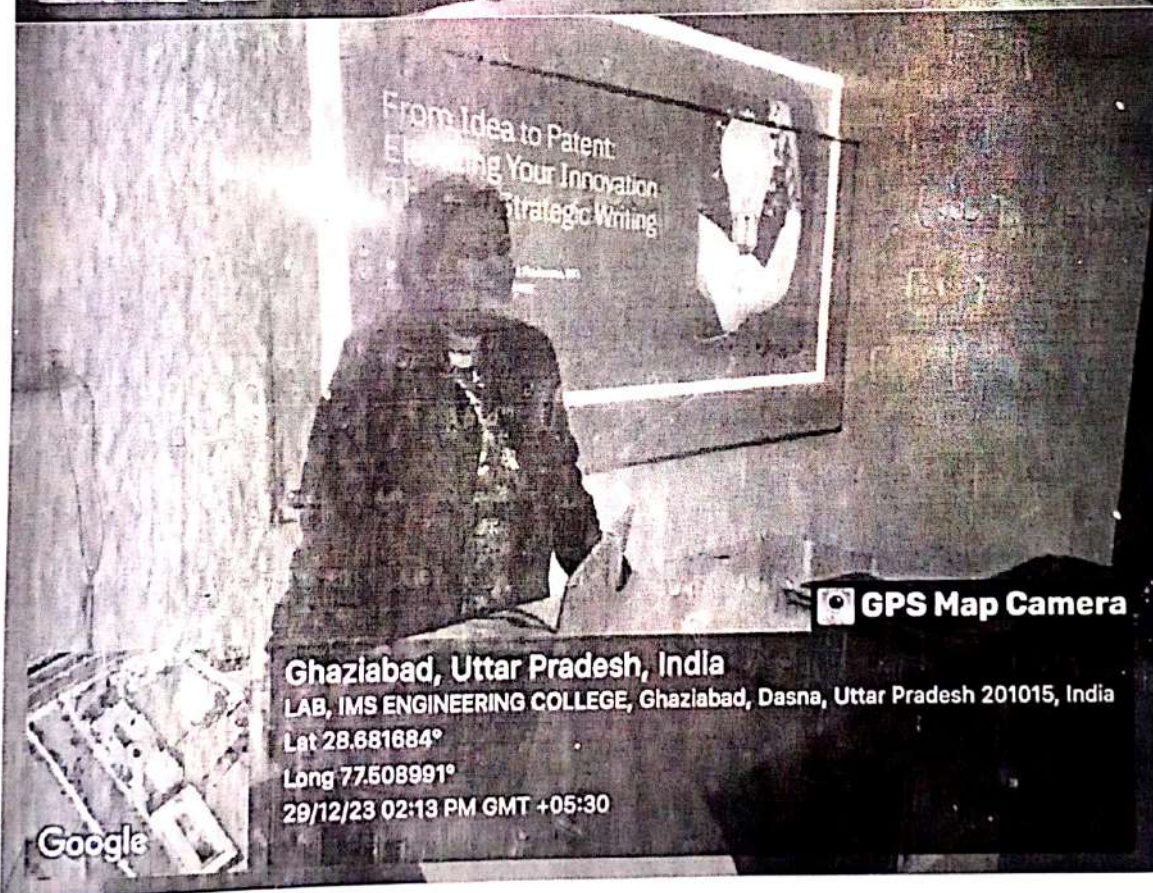 From Idea to Patent:
Your Innovation
Strategic Writing
GPS Map Camera
Ghaziabad, Uttar Pradesh, India
LAB, IMS ENGINEERING COLLEGE, Ghaziabad, Dasna, Uttar Pradesh 201015, India
Lat 28.681684°
Long 77.508991°
29/12/23 02:13 PM GMT +05:30
Google